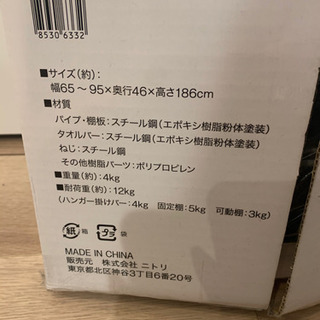 85306332
■サイズ(約):
幅65～95×奥行46×高さ186cm
■材質
パイプ・棚板:スチール鋼(エポキシ樹脂粉体塗装)
タオルバー:スチール鋼(エポキシ樹脂粉体塗装)
ねじ:スチール鋼
その他樹脂パーツ:ポリプロピレン
■重量(約):4kg
■耐荷重(約):12kg
(ハンガー掛けバー:4kg 固定棚:5kg 可動棚:3kg)
紙 箱 プラ 袋
MADE IN CHINA
販売元 株式会社 ニトリ
東京都北区神谷3丁目6番20号